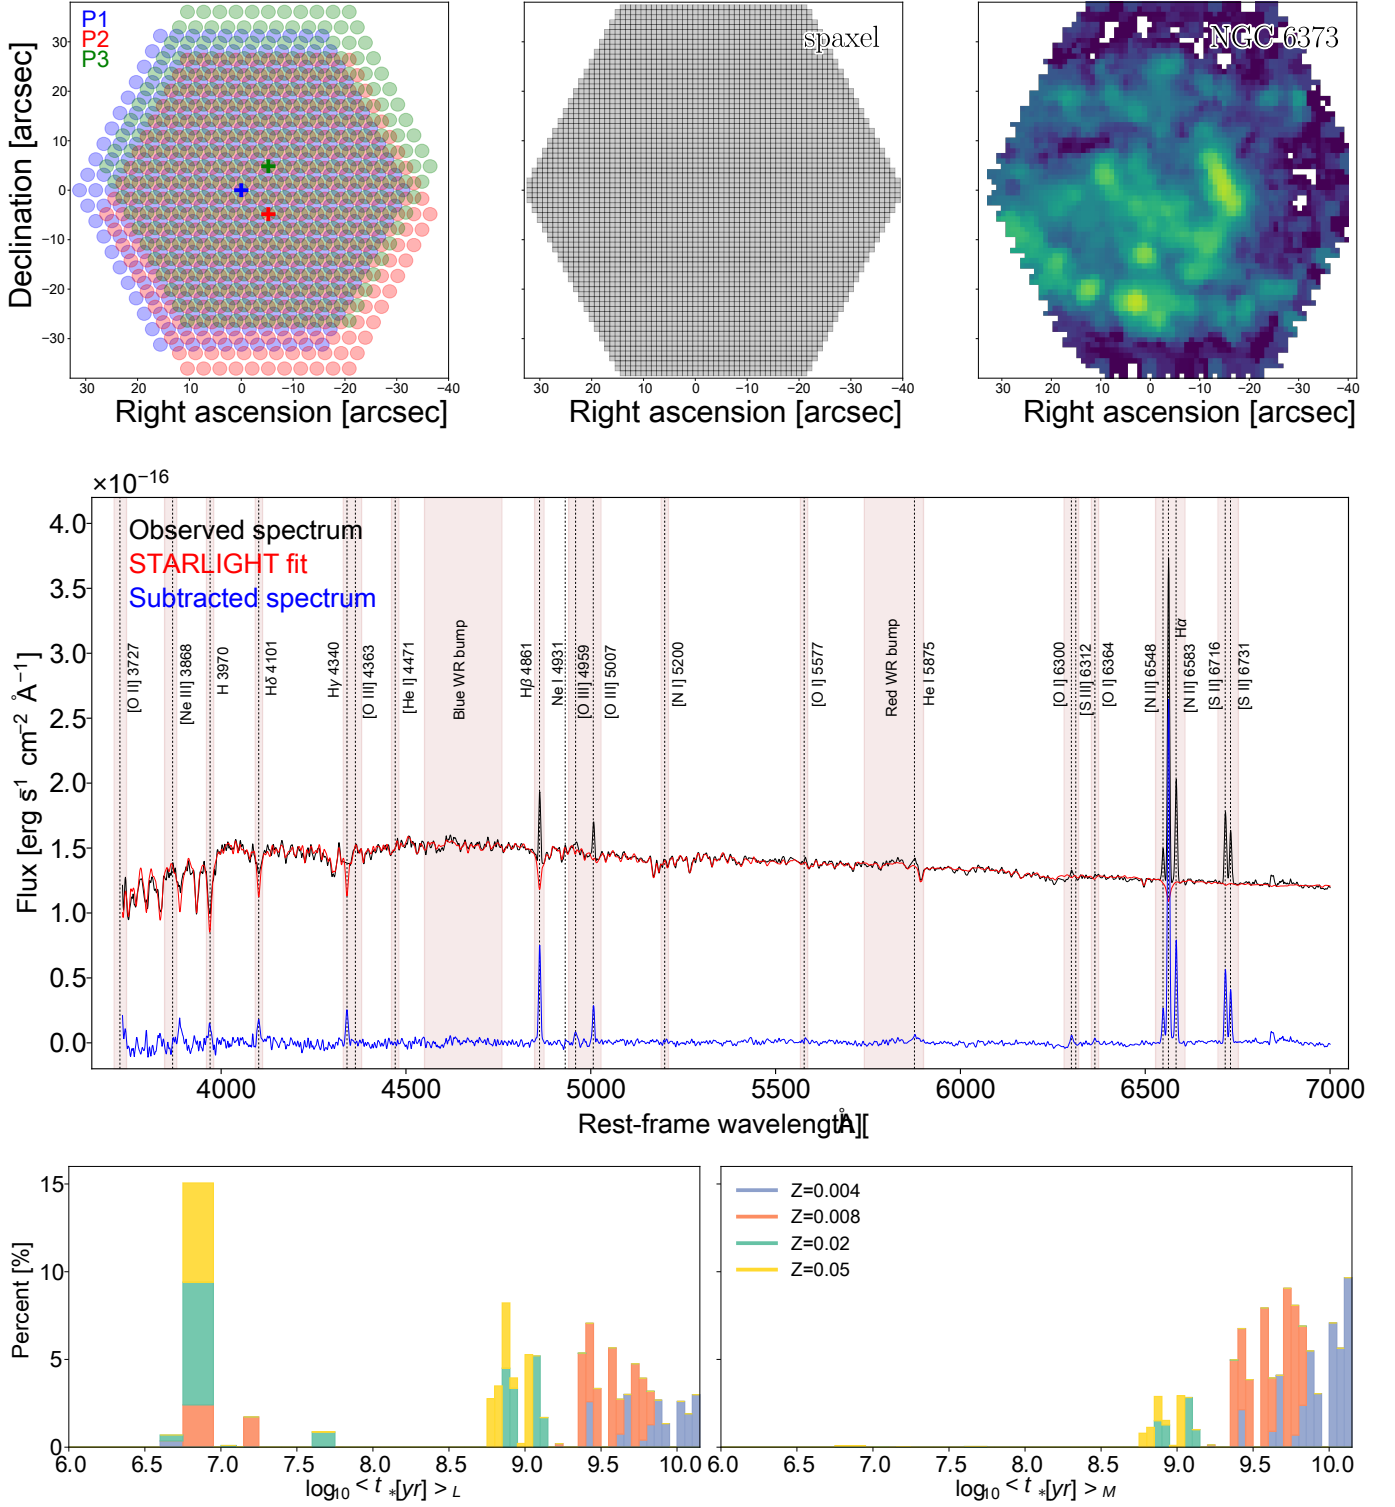 P1
P2
P3
spaxel
NGC 6373
30
20
10
0
−10
−20
−30
Declination [arcsec]
30 20 10 0 −10 −20 −30 −40
30 20 10 0 −10 −20 −30 −40
30 20 10 0 −10 −20 −30 −40
Right ascension [arcsec]
Right ascension [arcsec]
Right ascension [arcsec]
×10−16
Observed spectrum
STARLIGHT fit
Subtracted spectrum
4.0
3.5
3.0
2.5
2.0
1.5
1.0
0.5
0.0
Flux [erg s−1 cm−2 Å−1]
[O II] 3727
[Ne III] 3868
H 3970
Hδ 4101
Hγ 4340
[O III] 4363
[He I] 4471
Blue WR bump
Hβ 4861
Ne I 4931
[O III] 4959
[O III] 5007
[N I] 5200
[O I] 5577
Red WR bump
He I 5875
[O I] 6300
[S III] 6312
[O I] 6364
[N II] 6548
Hα
[N II] 6583
[S II] 6716
[S II] 6731
4000 4500 5000 5500 6000 6500 7000
Rest-frame wavelength[Å][
15
10
5
0
Percent [%]
Z=0.004
Z=0.008
Z=0.02
Z=0.05
6.0 6.5 7.0 7.5 8.0 8.5 9.0 9.5 10.0
6.0 6.5 7.0 7.5 8.0 8.5 9.0 9.5 10.0
log10 < t *[yr] > L
log10 < t *[yr] > M